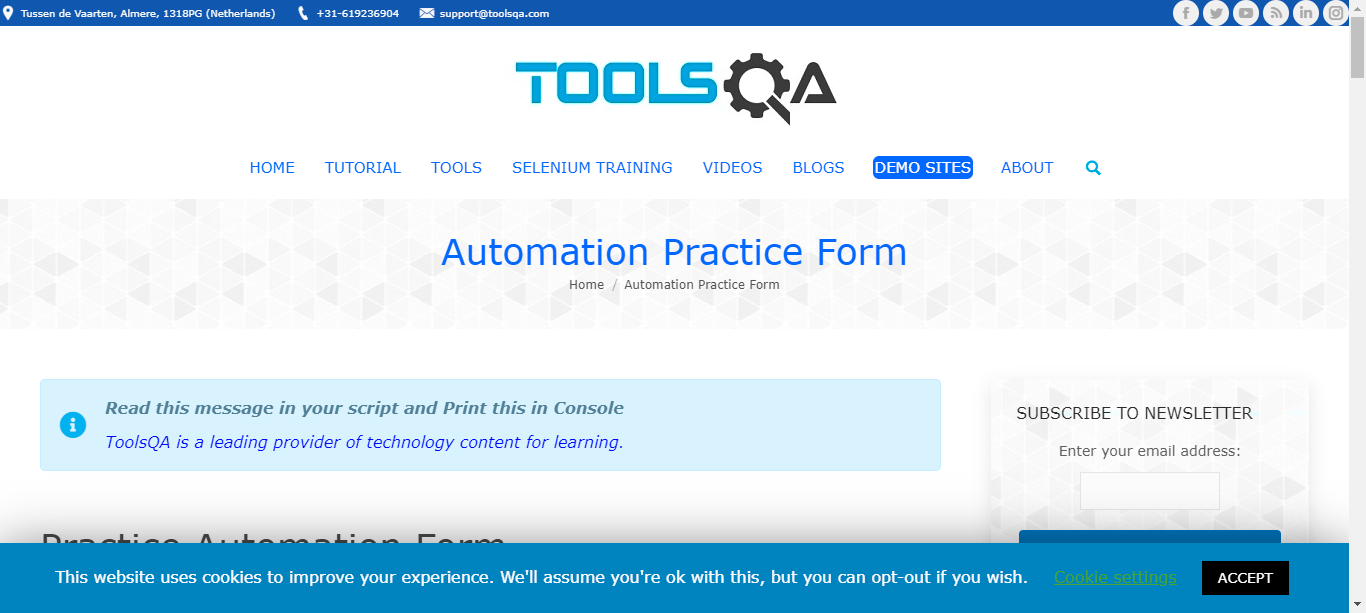 Tussen de Vaarten, Almere, 1318PG (Netherlands) +31-619236904 support@toolsqa.com
TOOLSQA
HOME TUTORIAL TOOLS SELENIUM TRAINING VIDEOS BLOGS DEMO SITES ABOUT
Automation Practice Form
Home / Automation Practice Form
Read this message in your script and Print this in Console
ToolsQA is a leading provider of technology content for learning.
SUBSCRIBE TO NEWSLETTER
Enter your email address:
Practice Automation Form
This website uses cookies to improve your experience. We'll assume you're ok with this, but you can opt-out if you wish. Cookie settings ACCEPT